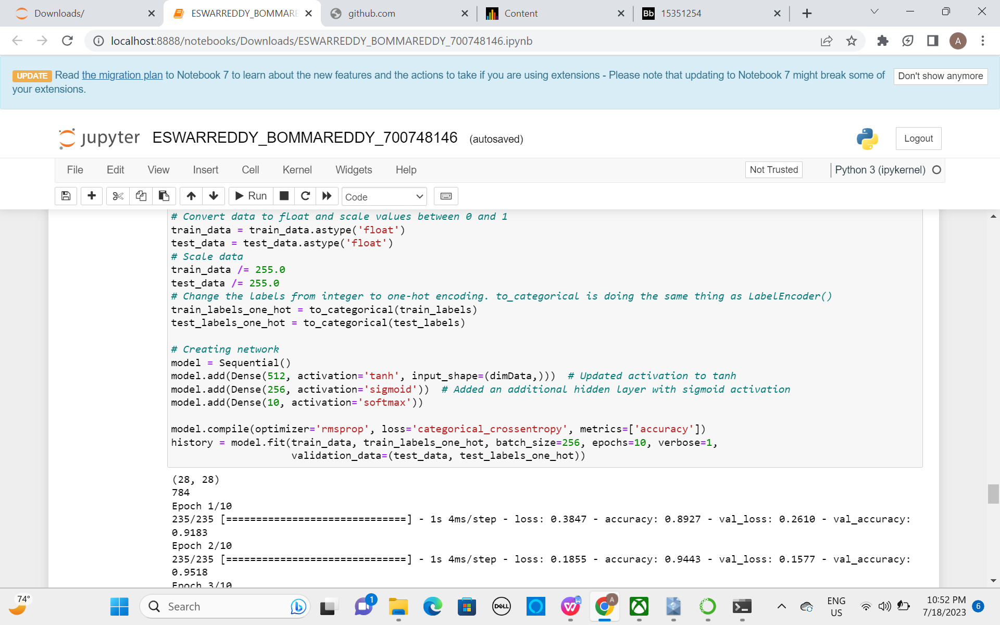 Downloads/
ESWARREDDY_BOMMARE
github.com
Content
Bb 15351254
localhost:8888/notebooks/Downloads/ESWARREDDY_BOMMAREDDY_700748146.ipynb
A
UPDATE Read the migration plan to Notebook 7 to learn about the new features and the actions to take if you are using extensions - Please note that updating to Notebook 7 might break some of
your extensions.
Don't show anymore
jupyter ESWARREDDY_BOMMAREDDY_700748146 (autosaved)
Logout
File Edit View Insert Cell Kernel Widgets Help
Not Trusted
Python 3 (ipykernel)
Run
Code
# Convert data to float and scale values between 0 and 1
train_data = train_data.astype('float')
test_data = test_data.astype('float')
# Scale data
train_data /= 255.0
test_data /= 255.0
# Change the labels from integer to one-hot encoding. to_categorical is doing the same thing as LabelEncoder()
train_labels_one_hot = to_categorical(train_labels)
test_labels_one_hot = to_categorical(test_labels)
# Creating network
model = Sequential()
model.add(Dense(512, activation='tanh', input_shape=(dimData,)))  # Updated activation to tanh
model.add(Dense(256, activation='sigmoid'))  # Added an additional hidden layer with sigmoid activation
model.add(Dense(10, activation='softmax'))
model.compile(optimizer='rmsprop', loss='categorical_crossentropy', metrics=['accuracy'])
history = model.fit(train_data, train_labels_one_hot, batch_size=256, epochs=10, verbose=1,
validation_data=(test_data, test_labels_one_hot))
(28, 28)
784
Epoch 1/10
235/235 [==============================] - 1s 4ms/step - loss: 0.3847 - accuracy: 0.8927 - val_loss: 0.2610 - val_accuracy:
0.9183
Epoch 2/10
235/235 [==============================] - 1s 4ms/step - loss: 0.1855 - accuracy: 0.9443 - val_loss: 0.1577 - val_accuracy:
0.9518
Epoch 3/10
74°
Search
1
DELL
A
ENG
US
10:52 PM
7/18/2023
6